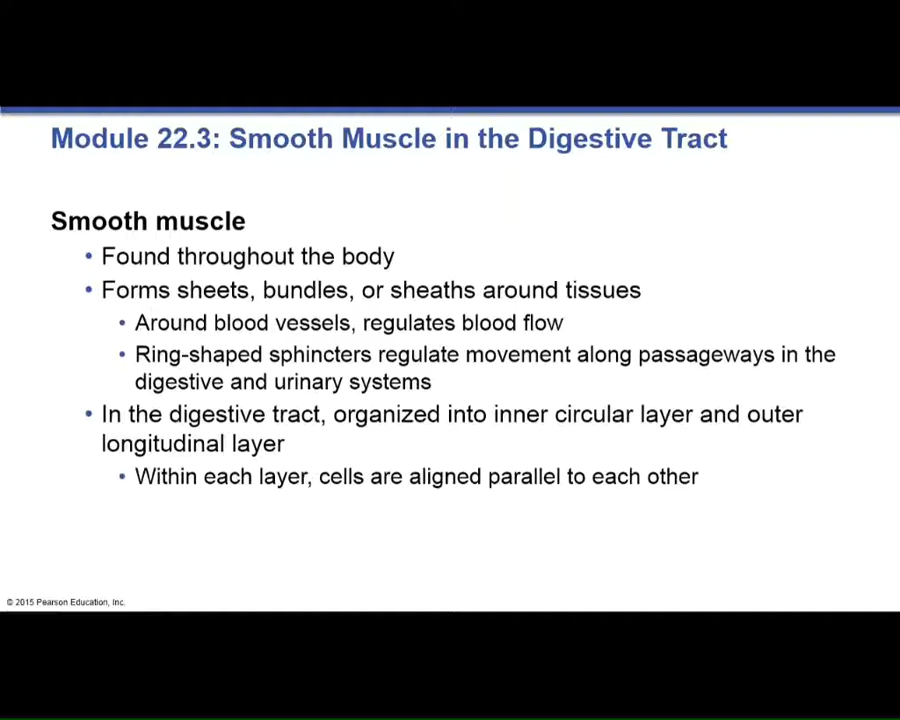 Module 22.3: Smooth Muscle in the Digestive Tract
Smooth muscle
• Found throughout the body
• Forms sheets, bundles, or sheaths around tissues
• Around blood vessels, regulates blood flow
• Ring-shaped sphincters regulate movement along passageways in the
digestive and urinary systems
• In the digestive tract, organized into inner circular layer and outer
longitudinal layer
• Within each layer, cells are aligned parallel to each other
© 2015 Pearson Education, Inc.